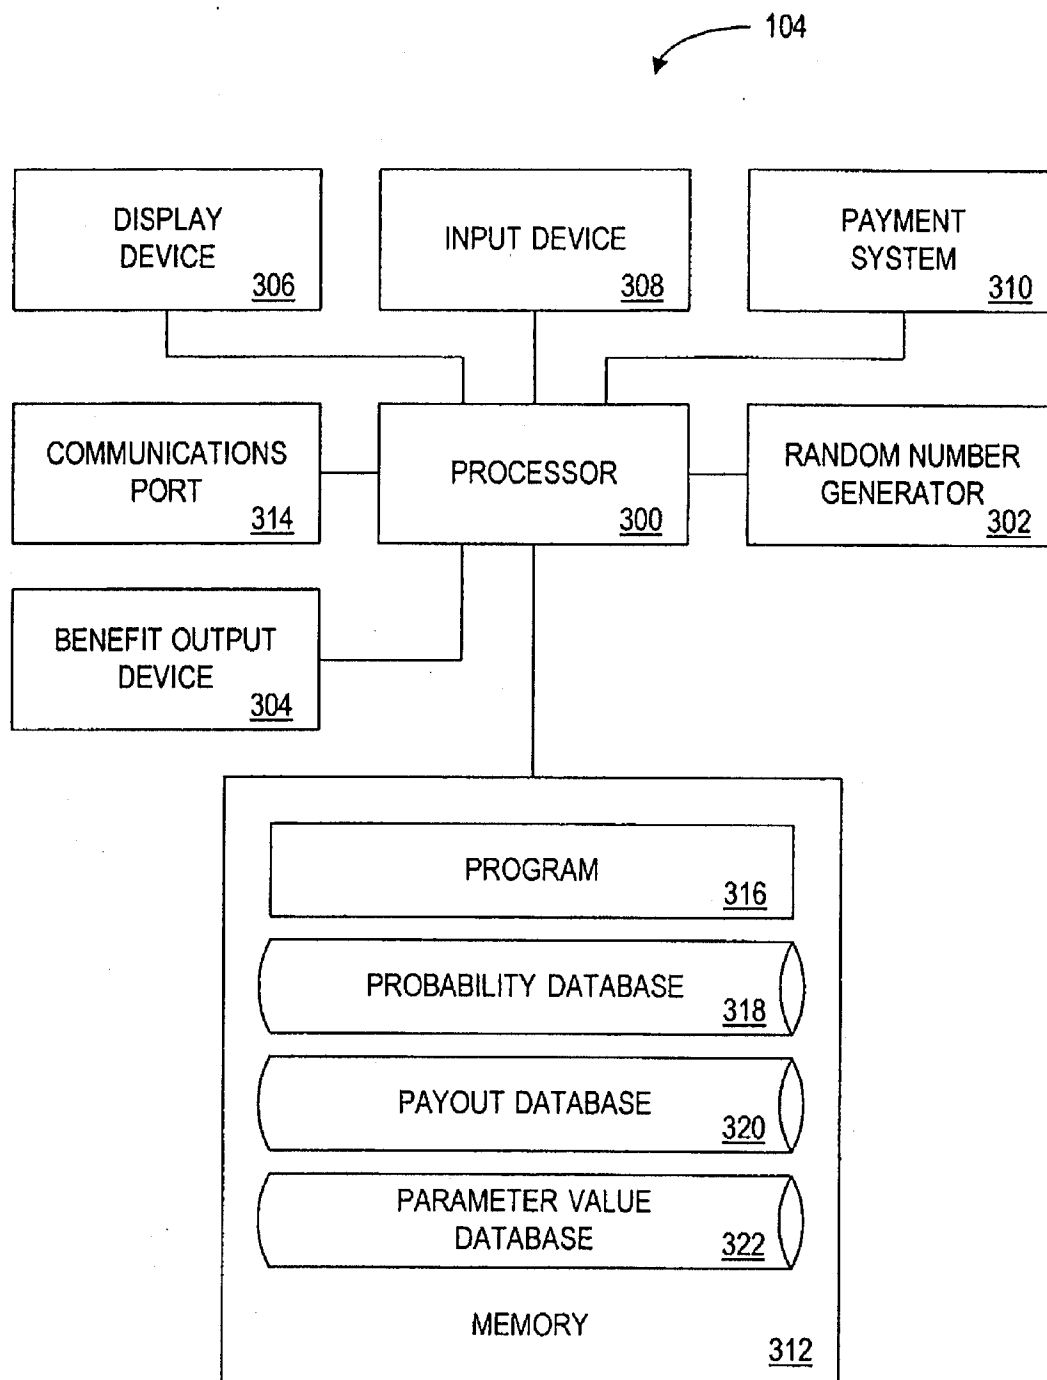 104
DISPLAY
DEVICE
306
INPUT DEVICE
308
PAYMENT
SYSTEM
310
COMMUNICATIONS
PORT
314
PROCESSOR
300
RANDOM NUMBER
GENERATOR
302
BENEFIT OUTPUT
DEVICE
304
PROGRAM
316
PROBABILITY DATABASE
318
PAYOUT DATABASE
320
PARAMETER VALUE
DATABASE
322
MEMORY
312